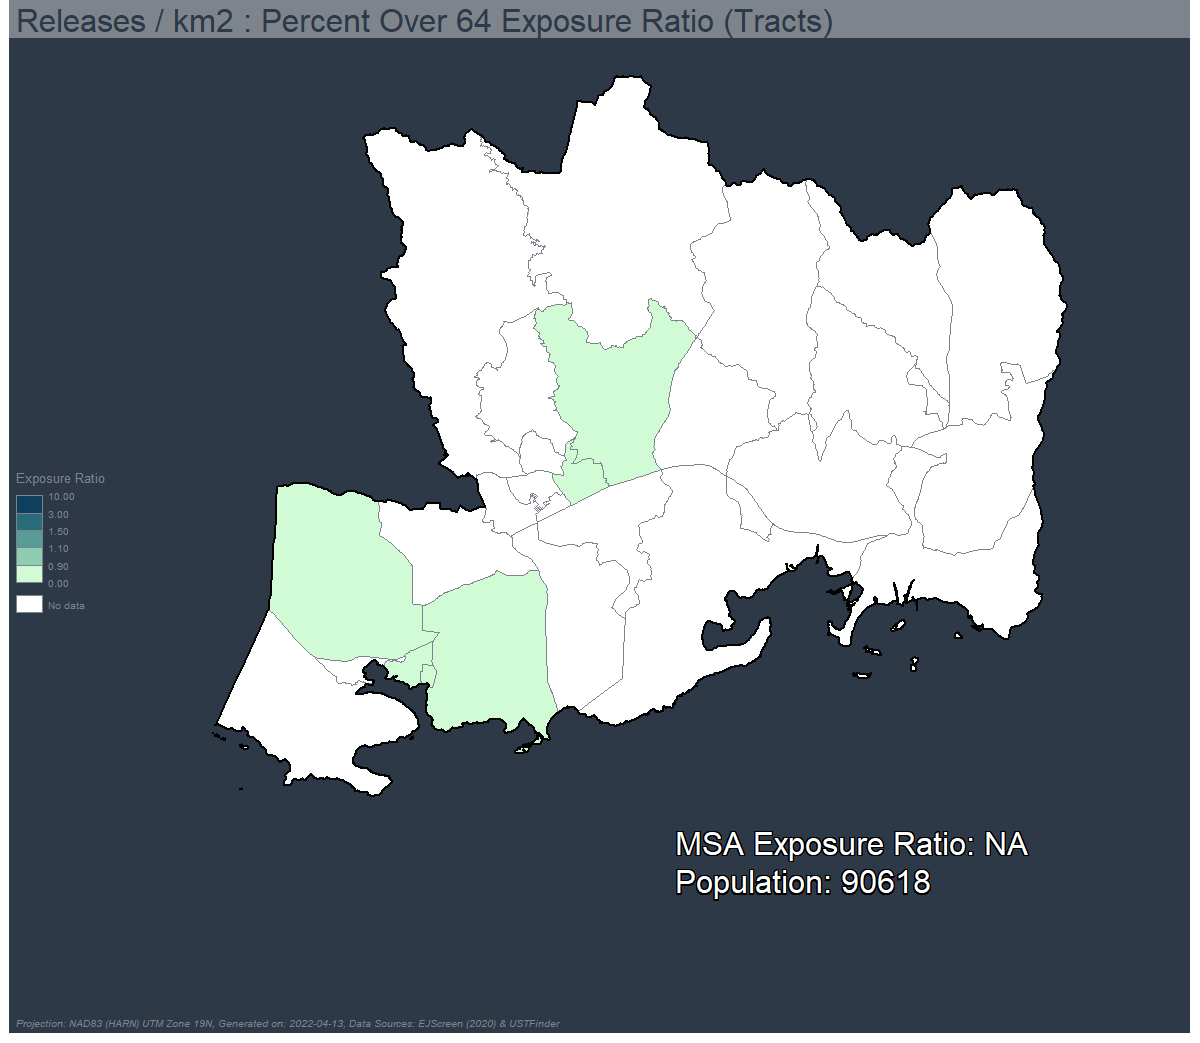 Releases / km2 : Percent Over 64 Exposure Ratio (Tracts)
Exposure Ratio
10.00
3.00
1.50
1.10
0.90
0.00
No data
MSA Exposure Ratio: NA
Population: 90618
Projection: NAD83 (HARN) UTM Zone 19N, Generated on: 2022-04-13, Data Sources: EJScreen (2020) & USTFinder